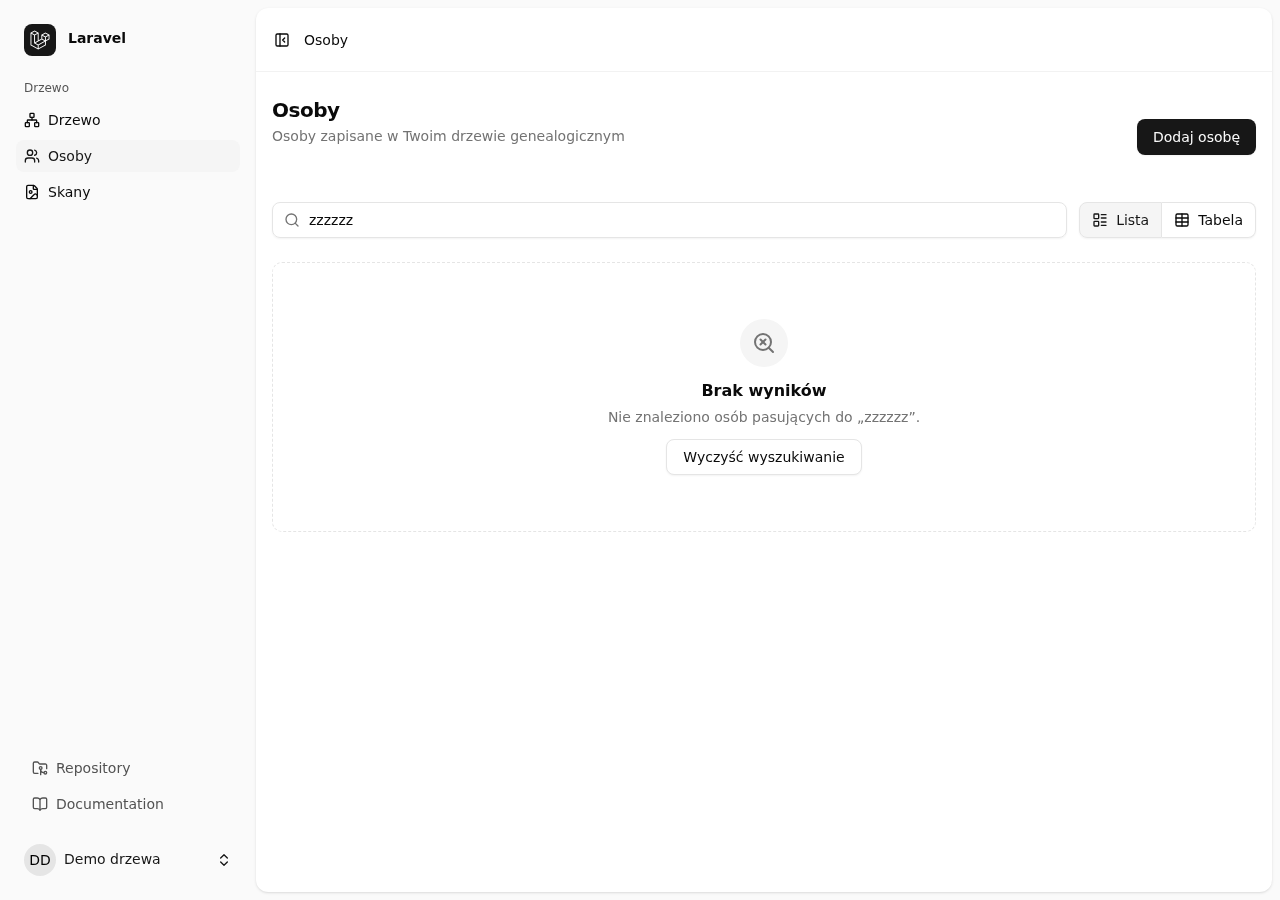 Laravel
Drzewo
Drzewo
Osoby
Skany
Repository
Documentation
DD Demo drzewa
Osoby
Osoby
Osoby zapisane w Twoim drzewie genealogicznym
Dodaj osobę
zzzzzz
Lista
Tabela
Brak wyników
Nie znaleziono osób pasujących do „zzzzzz”.
Wyczyść wyszukiwanie